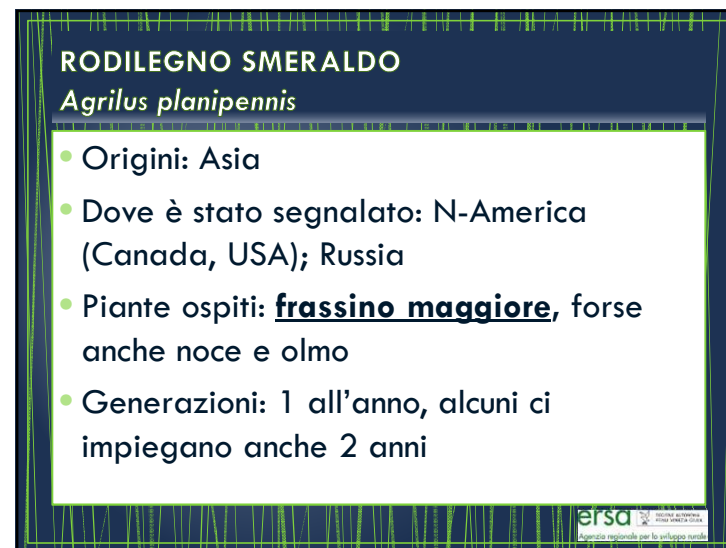 RODILEGNO SMERALDO
Agrilus planipennis
• Origini: Asia
• Dove è stato segnalato: N-America
(Canada, USA); Russia
• Piante ospiti: frassino maggiore, forse
anche noce e olmo
• Generazioni: 1 all'anno, alcuni ci
impiegano anche 2 anni
ersa
Agenzia regionale per lo sviluppo rurale